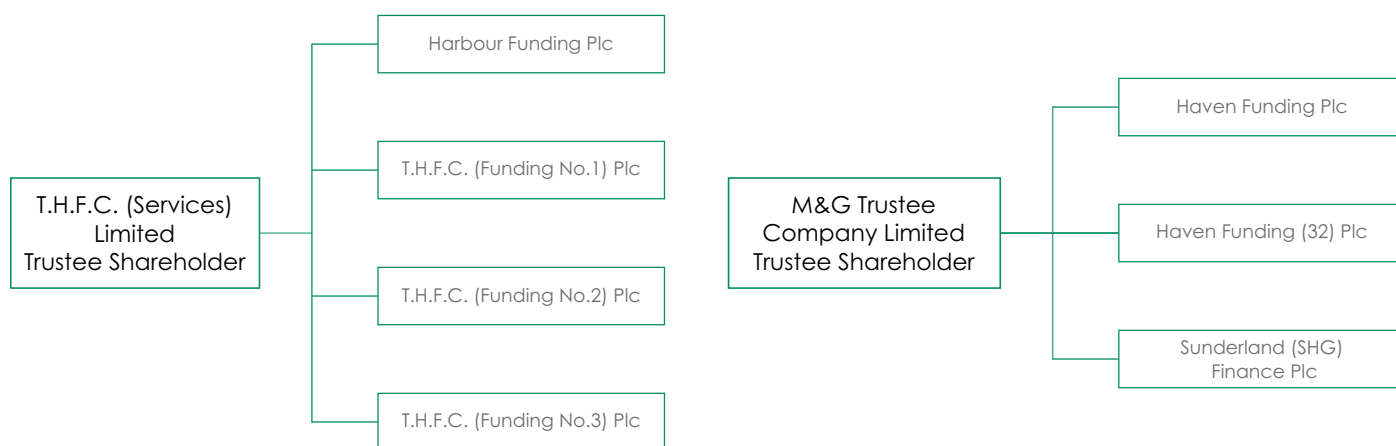 Harbour Funding Plc
T.H.F.C. (Funding No.1) Plc
T.H.F.C. (Services)
Limited
Trustee Shareholder
T.H.F.C. (Funding No.2) Plc
T.H.F.C. (Funding No.3) Plc
Haven Funding Plc
M&G Trustee
Company Limited
Trustee Shareholder
Haven Funding (32) Plc
Sunderland (SHG)
Finance Plc